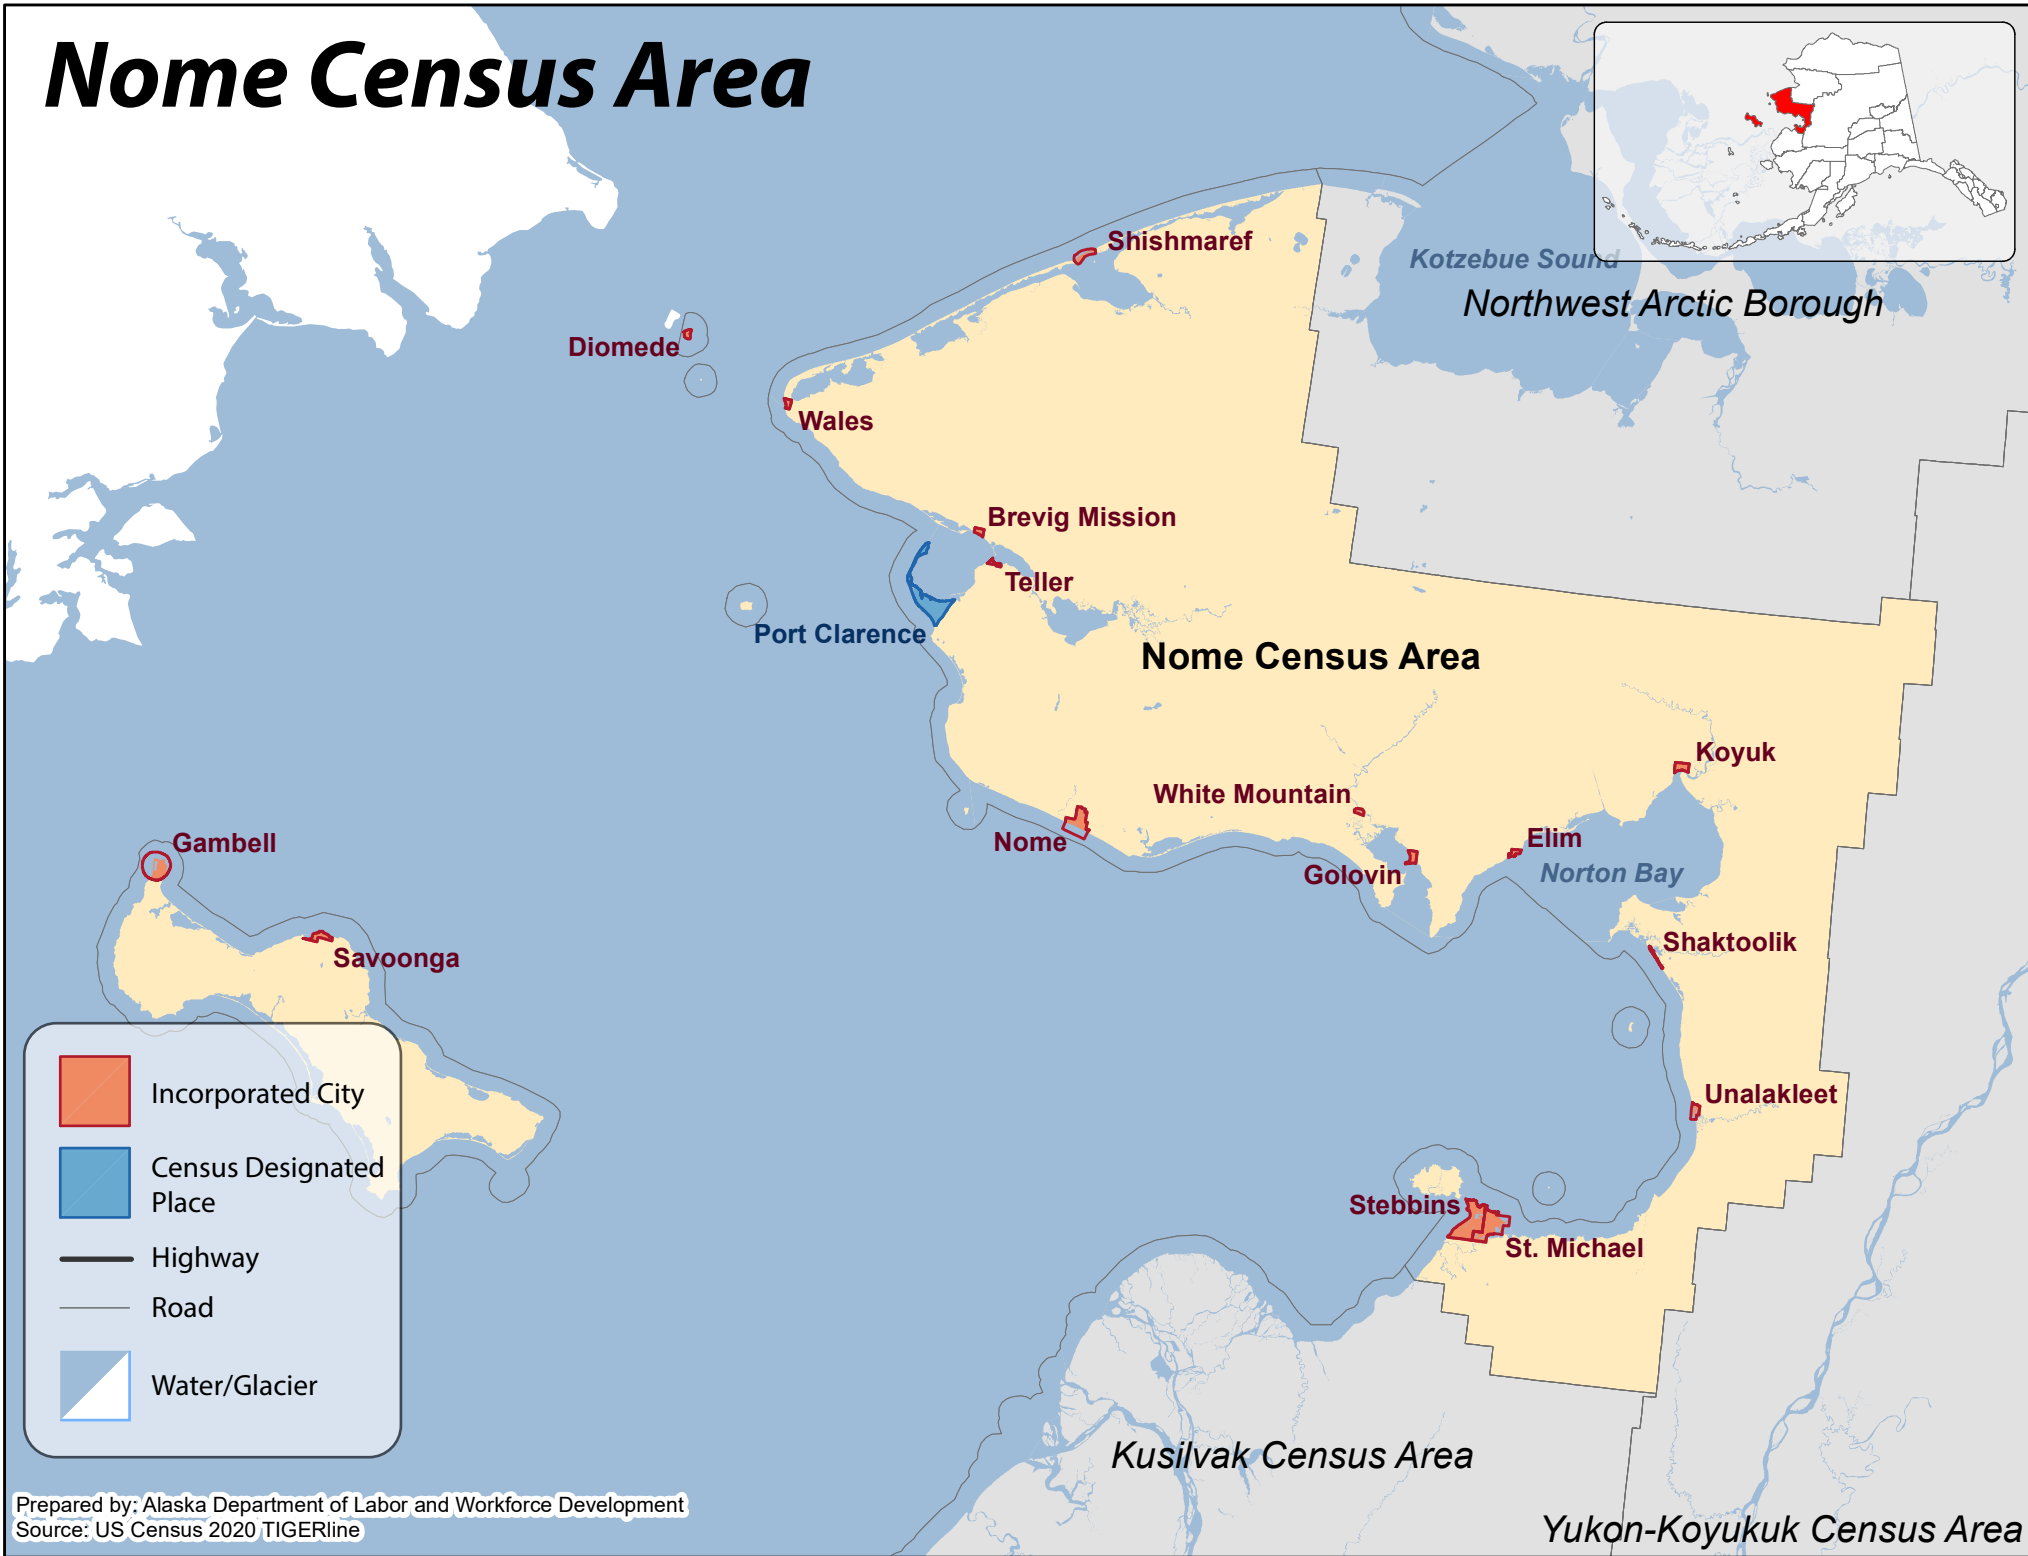 Nome Census Area
Shishmaref
Kotzebue Sound
Northwest Arctic Borough
Diomede
Wales
Brevig Mission
Teller
Port Clarence
Nome Census Area
Koyuk
White Mountain
Nome
Elim
Golovin
Norton Bay
Gambell
Savoonga
Shaktoolik
Unalakleet
Stebbins
St. Michael
Incorporated City
Census Designated
Place
Highway
Road
Water/Glacier
Kusilvak Census Area
Yukon-Koyukuk Census Area
Prepared by: Alaska Department of Labor and Workforce Development
Source: US Census 2020 TIGERline